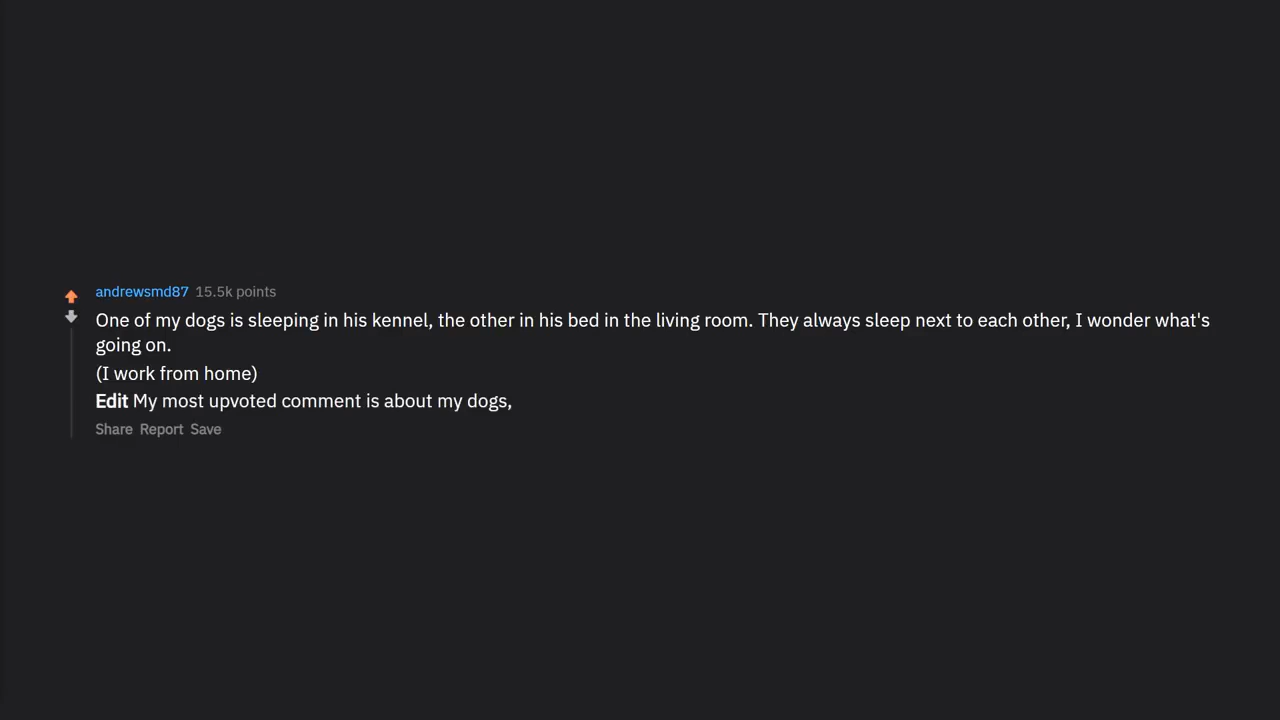 andrewsmd87 15.5k points
One of my dogs is sleeping in his kennel, the other in his bed in the living room. They always sleep next to each other, I wonder what's
going on.
(I work from home)
Edit My most upvoted comment is about my dogs,
Share Report Save